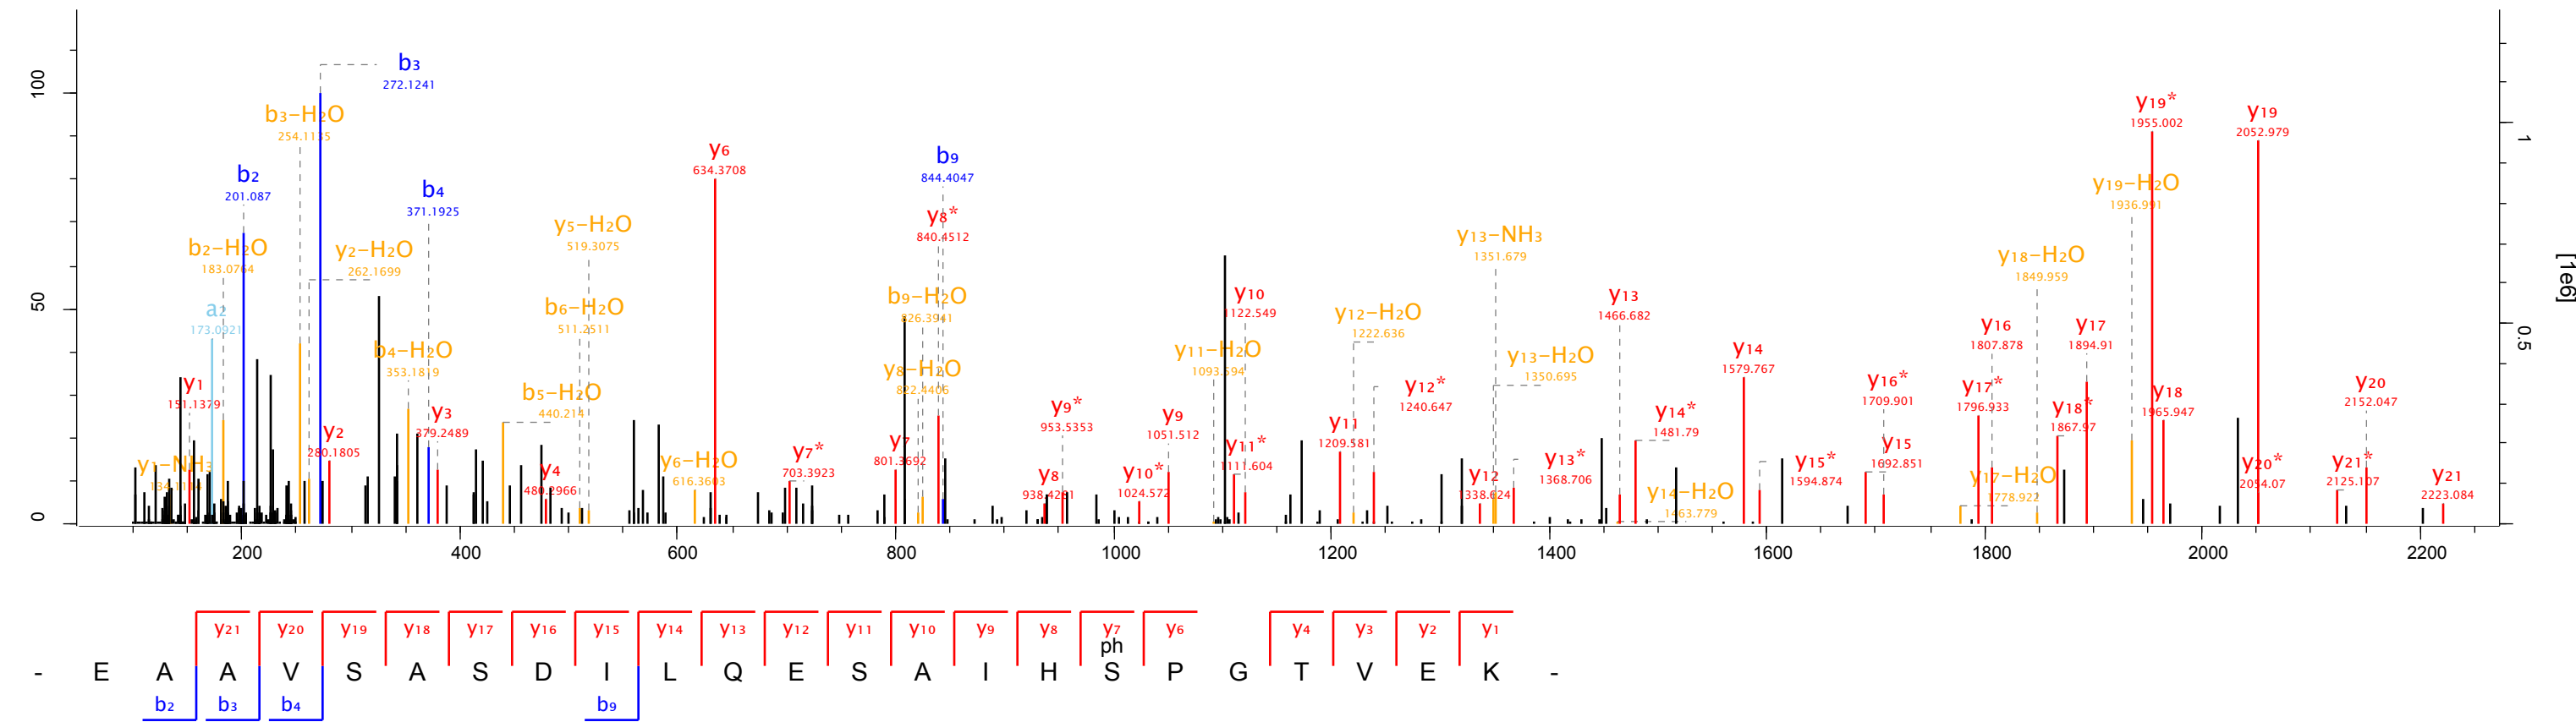 100
50
0
1
0.5
[1e6]
b₃
272.1241
b₃-H₂O
254.1135
b₂
201.087
b₄
371.1925
b₂-H₂O
183.0764
y₂-H₂O
262.1699
a₂
173.0921
y₁
151.1379
y₁-NH₃
b₄-H₂O
353.1819
y₂
280.1805
y₃
379.2489
b₅-H₂O
440.214
y₄
480.2966
y₅-H₂O
519.3075
b₆-H₂O
511.2511
y₆
634.3708
y₆-H₂O
616.3603
y₇*
703.3923
y₇
801.3692
b₉
844.4047
y₈*
840.4512
b₉-H₂O
826.3941
y₈-H₂O
822.4406
y₈
y₉*
953.5353
y₁₀*
1024.572
y₉
1051.512
y₁₀
1122.549
y₁₁-H₂O
1093.594
y₁₁*
1111.604
y₁₁
1209.581
y₁₂-H₂O
1222.636
y₁₂*
1240.647
y₁₂
1338.624
y₁₃-NH₃
1351.679
y₁₃-H₂O
1350.695
y₁₃*
1368.706
y₁₃
1466.682
y₁₄*
1481.79
y₁₄-H₂O
1463.779
y₁₄
1579.767
y₁₅*
1594.874
y₁₆*
1709.901
y₁₅
1692.851
y₁₆
1807.878
y₁₇*
1796.933
y₁₇-H₂O
1778.922
y₁₈-H₂O
1849.959
y₁₈*
1867.97
y₁₇
1894.91
y₁₉*
1955.002
y₁₉-H₂O
1936.991
y₁₈
1965.947
y₁₉
2052.979
y₂₀*
2054.07
y₂₀
2152.047
y₂₁*
2125.107
y₂₁
2223.084
200 400 600 800 1000 1200 1400 1600 1800 2000 2200
y₂₁ y₂₀ y₁₉ y₁₈ y₁₇ y₁₆ y₁₅ y₁₄ y₁₃ y₁₂ y₁₁ y₁₀ y₉ y₈ y₇ y₆ y₄ y₃ y₂ y₁
ph
- E A A V S A S D I L Q E S A I H S P G T V E K -
b₂ b₃ b₄ b₉